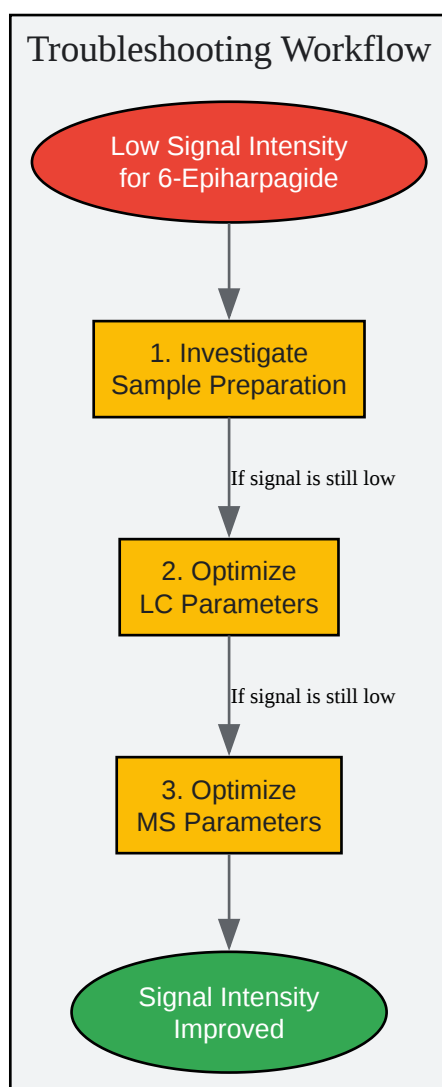 Troubleshooting Workflow
Low Signal Intensity
for 6-Epiharpagide
1. Investigate
Sample Preparation
If signal is still low
2. Optimize
LC Parameters
If signal is still low
3. Optimize
MS Parameters
Signal Intensity
Improved